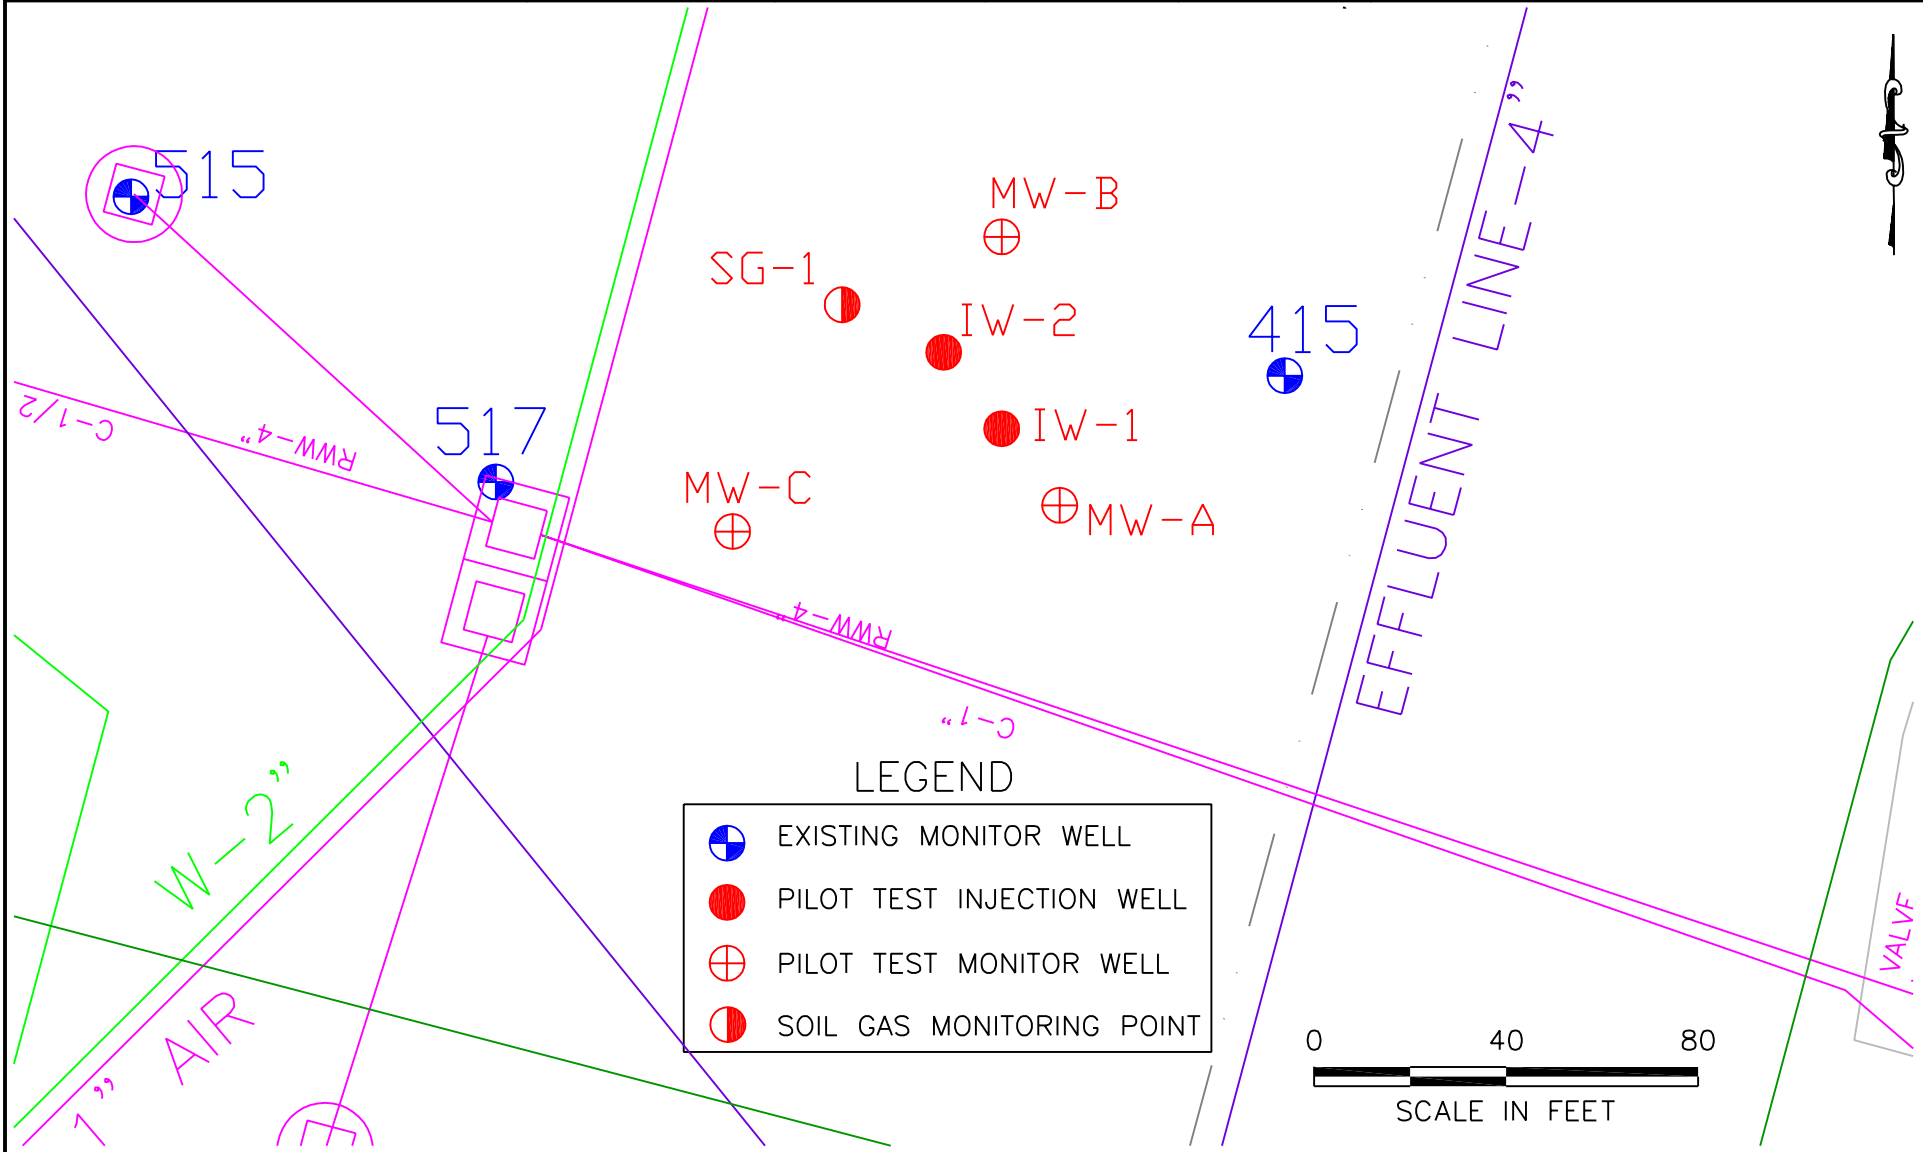 515
MW-B
SG-1
IW-2
415
EFFLUENT LINE-4"
C-1/2
RWW-4"
517
IW-1
MW-C
MW-A
RWW-4"
C-1"
W-2"
1" AIR
LEGEND
EXISTING MONITOR WELL
PILOT TEST INJECTION WELL
PILOT TEST MONITOR WELL
SOIL GAS MONITORING POINT
VALVE
0 40 80
SCALE IN FEET